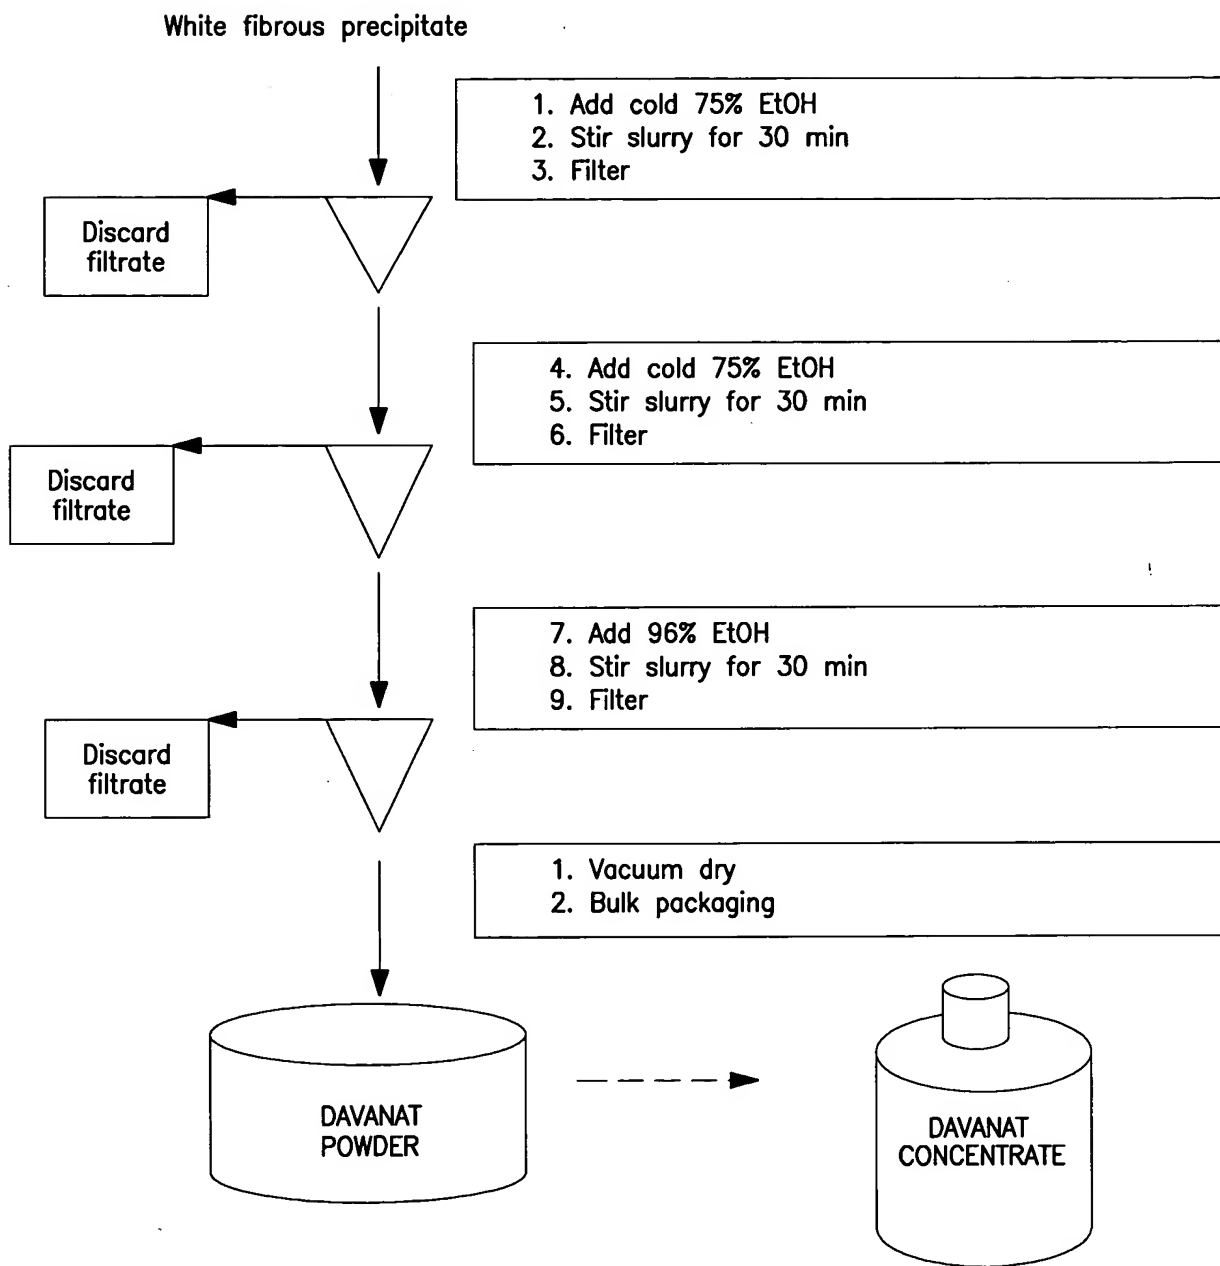 White fibrous precipitate
1. Add cold 75% EtOH
2. Stir slurry for 30 min
3. Filter
Discard
filtrate
4. Add cold 75% EtOH
5. Stir slurry for 30 min
6. Filter
Discard
filtrate
7. Add 96% EtOH
8. Stir slurry for 30 min
9. Filter
Discard
filtrate
1. Vacuum dry
2. Bulk packaging
DAVANAT
POWDER
DAVANAT
CONCENTRATE